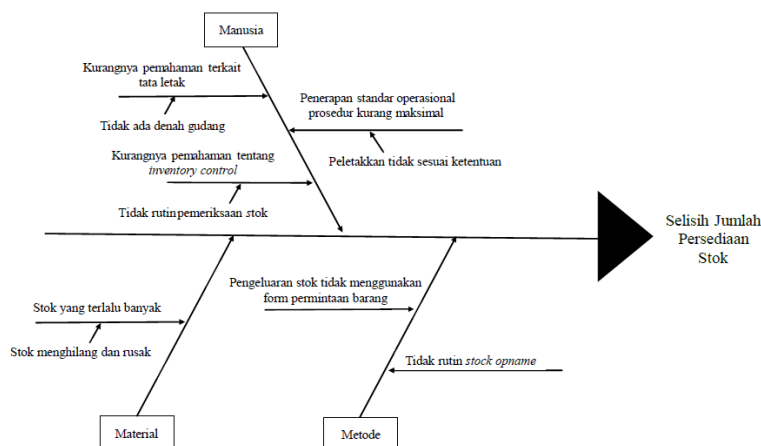 Manusia
Kurangnya pemahaman terkait
tata letak
Tidak ada denah gudang
Penerapan standar operasional
prosedur kurang maksimal
Peletakkan tidak sesuai ketentuan
Kurangnya pemahaman tentang
inventory control
Tidak rutin pemeriksaan stok
Selisih Jumlah
Persediaan
Stok
Pengeluaran stok tidak menggunakan
form permintaan barang
Stok yang terlalu banyak
Stok menghilang dan rusak
Tidak rutin stock opname
Material
Metode